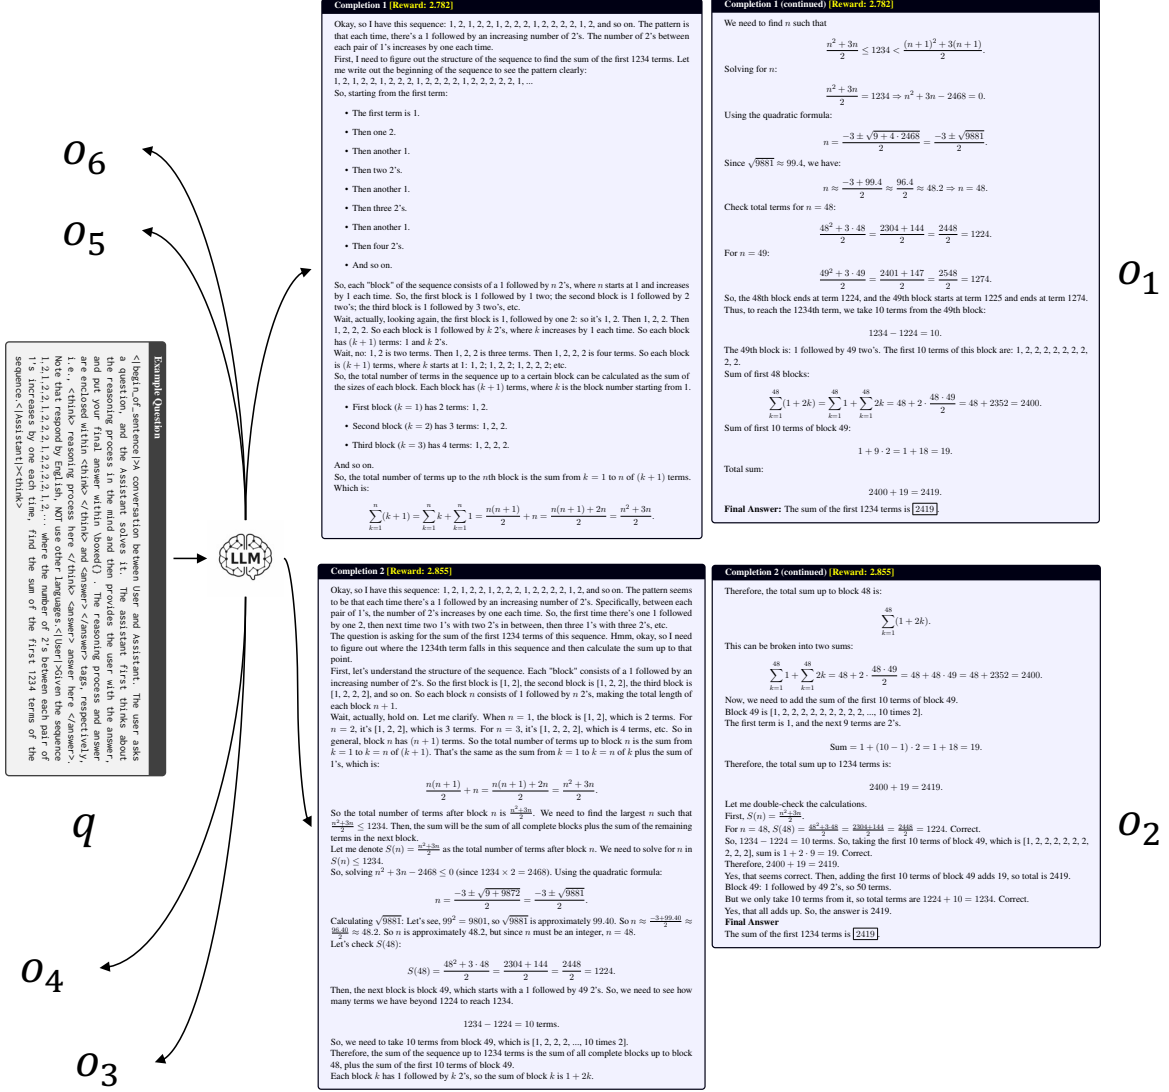 o_6
o_5
Example Question
<|begin_of_sentence|>A conversation between User and Assistant. The user asks
a question, and the Assistant solves it. The assistant first thinks about
the reasoning process in the mind and then provides the user with the answer,
and put your final answer within \boxed{} . The reasoning process and answer
are enclosed within <think> </think> and <answer> </answer> tags, respectively,
i.e., <think> reasoning process here </think> <answer> answer here </answer>.
Note that respond by English, NOT use other languages.<|User|>Given the sequence
1,2,1,2,2,1,2,2,2,1,2,2,2,2,1,2,... where the number of 2's between each pair of
1's increases by one each time, find the sum of the first 1234 terms of the
sequence.<|Assistant|><think>
q
LLM
o_4
o_3
Completion 1 [Reward: 2.782]
Okay, so I have this sequence: 1, 2, 1, 2, 2, 1, 2, 2, 2, 1, 2, 2, 2, 2, 1, 2, and so on. The pattern is
that each time, there's a 1 followed by an increasing number of 2's. The number of 2's between
each pair of 1's increases by one each time.
First, I need to figure out the structure of the sequence to find the sum of the first 1234 terms. Let
me write out the beginning of the sequence to see the pattern clearly:
1, 2, 1, 2, 2, 1, 2, 2, 2, 1, 2, 2, 2, 2, 1, 2, 2, 2, 2, 2, 1, ...
So, starting from the first term:
• The first term is 1.
• Then one 2.
• Then another 1.
• Then two 2's.
• Then another 1.
• Then three 2's.
• Then another 1.
• Then four 2's.
• And so on.
So, each "block" of the sequence consists of a 1 followed by n 2's, where n starts at 1 and increases
by 1 each time. So, the first block is 1 followed by 1 two; the second block is 1 followed by 2
two's; the third block is 1 followed by 3 two's, etc.
Wait, actually, looking again, the first block is 1, followed by one 2: so it's 1, 2. Then 1, 2, 2. Then
1, 2, 2, 2. So each block is 1 followed by k 2's, where k increases by 1 each time. So each block
has (k + 1) terms: 1 and k 2's.
Wait, no: 1, 2 is two terms. Then 1, 2, 2 is three terms. Then 1, 2, 2, 2 is four terms. So each block
is (k + 1) terms, where k starts at 1: 1, 2; 1, 2, 2; 1, 2, 2, 2; etc.
So, the total number of terms in the sequence up to a certain block can be calculated as the sum of
the sizes of each block. Each block has (k + 1) terms, where k is the block number starting from 1.
• First block (k = 1) has 2 terms: 1, 2.
• Second block (k = 2) has 3 terms: 1, 2, 2.
• Third block (k = 3) has 4 terms: 1, 2, 2, 2.
And so on.
So, the total number of terms up to the nth block is the sum from k = 1 to n of (k + 1) terms.
Which is:
\sum_{k=1}^{n}(k + 1) = \sum_{k=1}^{n} k + \sum_{k=1}^{n} 1 = \frac{n(n + 1)}{2} + n = \frac{n(n + 1) + 2n}{2} = \frac{n^2 + 3n}{2}.
Completion 1 (continued) [Reward: 2.782]
We need to find n such that
\frac{n^2 + 3n}{2} ≤ 1234 < \frac{(n + 1)^2 + 3(n + 1)}{2}.
Solving for n:
\frac{n^2 + 3n}{2} = 1234 ⇒ n^2 + 3n − 2468 = 0.
Using the quadratic formula:
n = \frac{−3 ± \sqrt{9 + 4 · 2468}}{2} = \frac{−3 ± \sqrt{9881}}{2}.
Since \sqrt{9881} ≈ 99.4, we have:
n ≈ \frac{−3 + 99.4}{2} ≈ \frac{96.4}{2} ≈ 48.2 ⇒ n = 48.
Check total terms for n = 48:
\frac{48^2 + 3 · 48}{2} = \frac{2304 + 144}{2} = \frac{2448}{2} = 1224.
For n = 49:
\frac{49^2 + 3 · 49}{2} = \frac{2401 + 147}{2} = \frac{2548}{2} = 1274.
So, the 48th block ends at term 1224, and the 49th block starts at term 1225 and ends at term 1274.
Thus, to reach the 1234th term, we take 10 terms from the 49th block:
1234 − 1224 = 10.
The 49th block is: 1 followed by 49 two's. The first 10 terms of this block are: 1, 2, 2, 2, 2, 2, 2, 2,
2, 2.
Sum of first 48 blocks:
\sum_{k=1}^{48}(1 + 2k) = \sum_{k=1}^{48} 1 + \sum_{k=1}^{48} 2k = 48 + 2 · \frac{48 · 49}{2} = 48 + 2352 = 2400.
Sum of first 10 terms of block 49:
1 + 9 · 2 = 1 + 18 = 19.
Total sum:
2400 + 19 = 2419.
Final Answer: The sum of the first 1234 terms is 2419.
o_1
Completion 2 [Reward: 2.855]
Okay, so I have this sequence: 1, 2, 1, 2, 2, 1, 2, 2, 2, 1, 2, 2, 2, 2, 1, 2, and so on. The pattern seems
to be that each time there's a 1 followed by an increasing number of 2's. Specifically, between each
pair of 1's, the number of 2's increases by one each time. So, the first time there's one 1 followed
by one 2, then next time two 1's with two 2's in between, then three 1's with three 2's, etc.
The question is asking for the sum of the first 1234 terms of this sequence. Hmm, okay, so I need
to figure out where the 1234th term falls in this sequence and then calculate the sum up to that
point.
First, let's understand the structure of the sequence. Each "block" consists of a 1 followed by an
increasing number of 2's. So the first block is [1, 2], the second block is [1, 2, 2], the third block is
[1, 2, 2, 2], and so on. So each block n consists of 1 followed by n 2's, making the total length of
each block n + 1.
Wait, actually, hold on. Let me clarify. When n = 1, the block is [1, 2], which is 2 terms. For
n = 2, it's [1, 2, 2], which is 3 terms. For n = 3, it's [1, 2, 2, 2], which is 4 terms, etc. So in
general, block n has (n + 1) terms. So the total number of terms up to block n is the sum from
k = 1 to k = n of (k + 1). That's the same as the sum from k = 1 to k = n of k plus the sum of
1's, which is:
\frac{n(n + 1)}{2} + n = \frac{n(n + 1) + 2n}{2} = \frac{n^2 + 3n}{2}.
So the total number of terms after block n is \frac{n^2+3n}{2}. We need to find the largest n such that
\frac{n^2+3n}{2} ≤ 1234. Then, the sum will be the sum of all complete blocks plus the sum of the remaining
terms in the next block.
Let me denote S(n) = \frac{n^2+3n}{2} as the total number of terms after block n. We need to solve for n in
S(n) ≤ 1234.
So, solving n^2 + 3n − 2468 ≤ 0 (since 1234 × 2 = 2468). Using the quadratic formula:
n = \frac{−3 ± \sqrt{9 + 9872}}{2} = \frac{−3 ± \sqrt{9881}}{2}.
Calculating \sqrt{9881}: Let's see, 99^2 = 9801, so \sqrt{9881} is approximately 99.40. So n ≈ \frac{−3+99.40}{2} ≈
\frac{96.40}{2} ≈ 48.2. So n is approximately 48.2, but since n must be an integer, n = 48.
Let's check S(48):
S(48) = \frac{48^2 + 3 · 48}{2} = \frac{2304 + 144}{2} = \frac{2448}{2} = 1224.
Then, the next block is block 49, which starts with a 1 followed by 49 2's. So, we need to see how
many terms we have beyond 1224 to reach 1234.
1234 − 1224 = 10 terms.
So, we need to take 10 terms from block 49, which is [1, 2, 2, 2, ..., 10 times 2].
Therefore, the sum of the sequence up to 1234 terms is the sum of all complete blocks up to block
48, plus the sum of the first 10 terms of block 49.
Each block k has 1 followed by k 2's, so the sum of block k is 1 + 2k.
Completion 2 (continued) [Reward: 2.855]
Therefore, the total sum up to block 48 is:
\sum_{k=1}^{48}(1 + 2k).
This can be broken into two sums:
\sum_{k=1}^{48} 1 + \sum_{k=1}^{48} 2k = 48 + 2 · \frac{48 · 49}{2} = 48 + 48 · 49 = 48 + 2352 = 2400.
Now, we need to add the sum of the first 10 terms of block 49.
Block 49 is [1, 2, 2, 2, 2, 2, 2, 2, 2, 2, ..., 10 times 2].
The first term is 1, and the next 9 terms are 2's.
Sum = 1 + (10 − 1) · 2 = 1 + 18 = 19.
Therefore, the total sum up to 1234 terms is:
2400 + 19 = 2419.
Let me double-check the calculations.
First, S(n) = \frac{n^2+3n}{2}.
For n = 48, S(48) = \frac{48^2+3·48}{2} = \frac{2304+144}{2} = \frac{2448}{2} = 1224. Correct.
So, 1234 − 1224 = 10 terms. So, taking the first 10 terms of block 49, which is [1, 2, 2, 2, 2, 2, 2,
2, 2, 2], sum is 1 + 2 · 9 = 19. Correct.
Therefore, 2400 + 19 = 2419.
Yes, that seems correct. Then, adding the first 10 terms of block 49 adds 19, so total is 2419.
Block 49: 1 followed by 49 2's, so 50 terms.
But we only take 10 terms from it, so total terms are 1224 + 10 = 1234. Correct.
Yes, that all adds up. So, the answer is 2419.
Final Answer
The sum of the first 1234 terms is 2419.
o_2